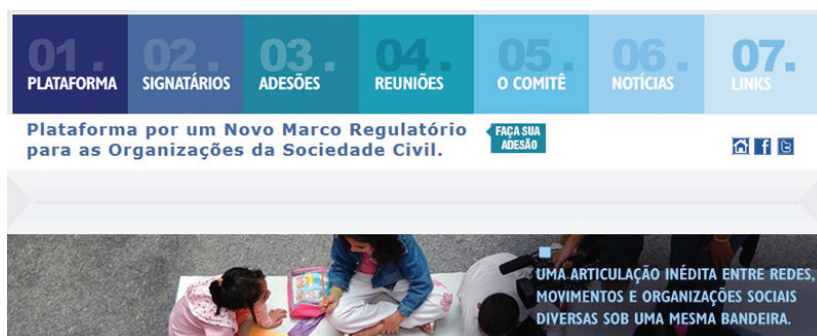 01. 02. 03. 04. 05. 06. 07.
PLATAFORMA SIGNATÁRIOS ADESÕES REUNIÕES O COMITÊ NOTÍCIAS LINKS
Plataforma por um Novo Marco Regulatório
para as Organizações da Sociedade Civil.
FAÇA SUA
ADESÃO
UMA ARTICULAÇÃO INÉDITA ENTRE REDES,
MOVIMENTOS E ORGANIZAÇÕES SOCIAIS
DIVERSAS SOB UMA MESMA BANDEIRA.